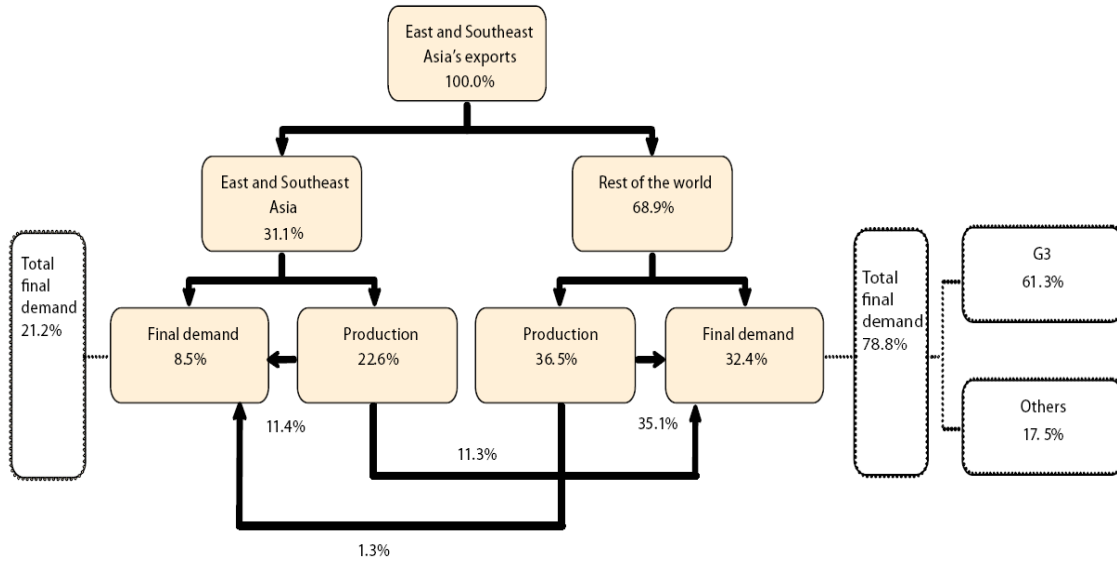 East and Southeast
Asia's exports
100.0%
East and Southeast
Asia
31.1%
Rest of the world
68.9%
Total
final
demand
21.2%
Final demand
8.5%
Production
22.6%
Production
36.5%
Final demand
32.4%
Total
final
demand
78.8%
G3
61.3%
Others
17. 5%
11.4%
11.3%
35.1%
1.3%